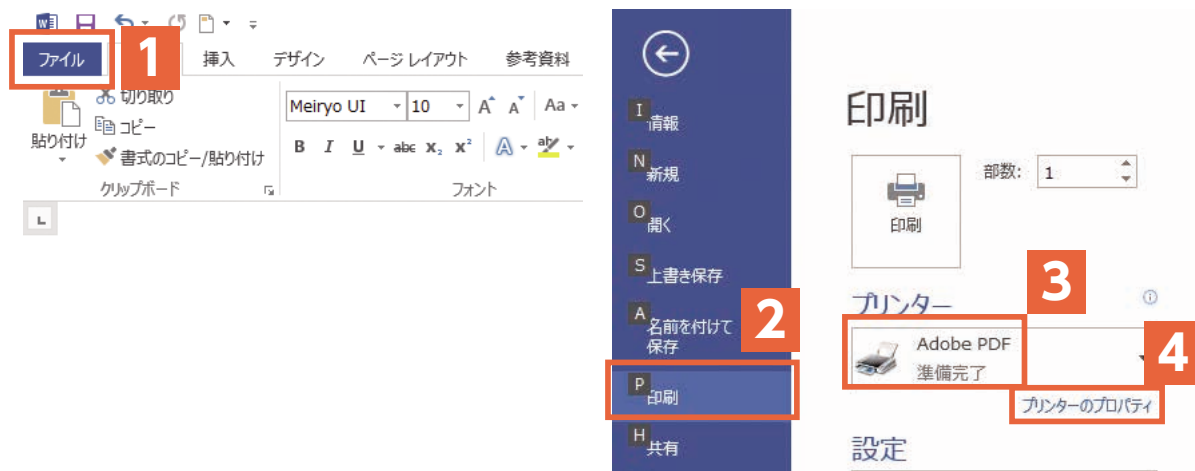 ファイル
1
挿入
デザイン
ページ レイアウト
参考資料
貼り付け
切り取り
コピー
書式のコピー/貼り付け
クリップボード
Meiryo UI
10
A A Aa
B I U abc X₂ X²
A aby
フォント
L
I
情報
N
新規
O
開く
S
上書き保存
A
名前を付けて
保存
2
P
印刷
H
共有
印刷
印刷
部数: 1
3
プリンター
Adobe PDF
準備完了
4
プリンターのプロパティ
設定